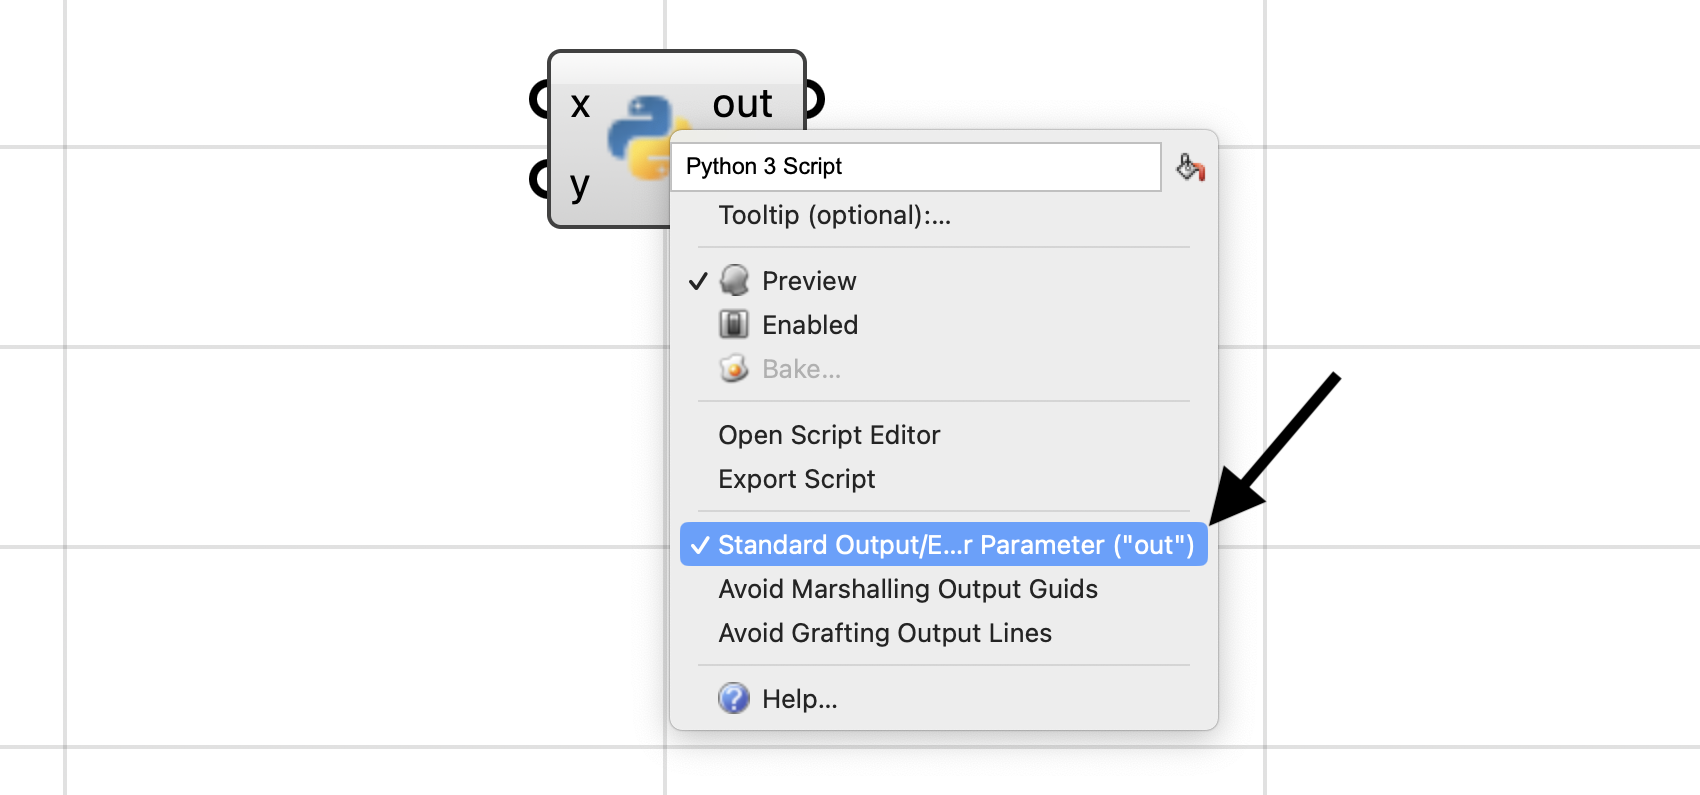 x out
y
Python 3 Script
Tooltip (optional):...
✓ Preview
Enabled
Bake...
Open Script Editor
Export Script
✓ Standard Output/E...r Parameter ("out")
Avoid Marshalling Output Guids
Avoid Grafting Output Lines
Help...